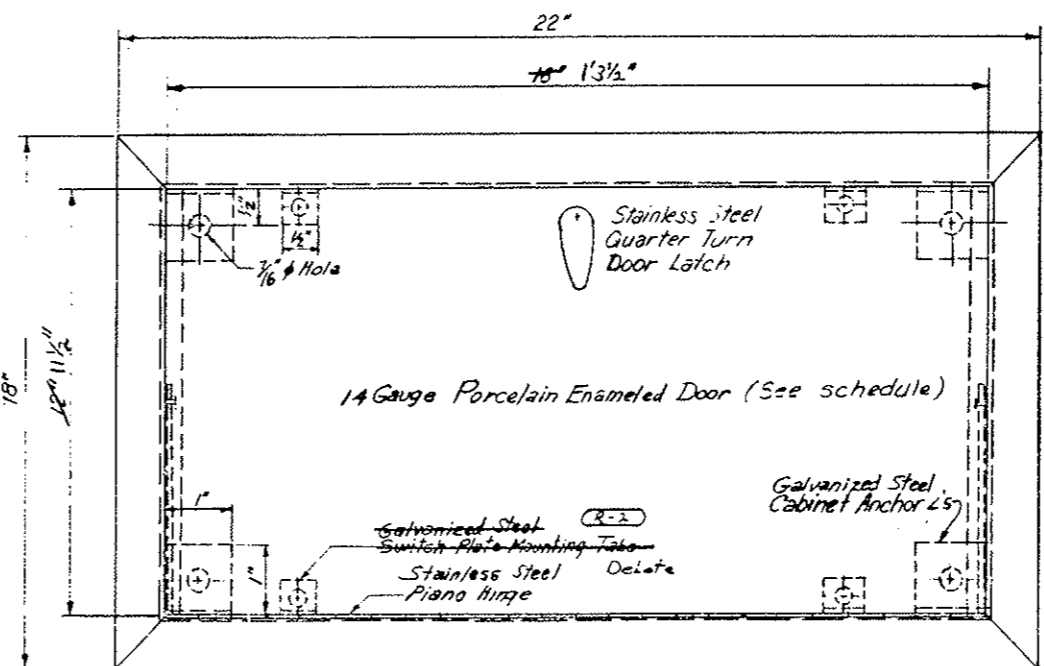 22"
18" 1'3½"
½"
½"
7/16" ϕ Hole
Stainless Steel
Quarter Turn
Door Latch
18"
12" 11½"
14 Gauge Porcelain Enameled Door (See schedule)
1"
1"
Galvanized Steel
Cabinet Anchor Ls
Galvanized Steel
R-2
Switch Plate Mounting Tabs
Delete
Stainless Steel
Piano Hinge